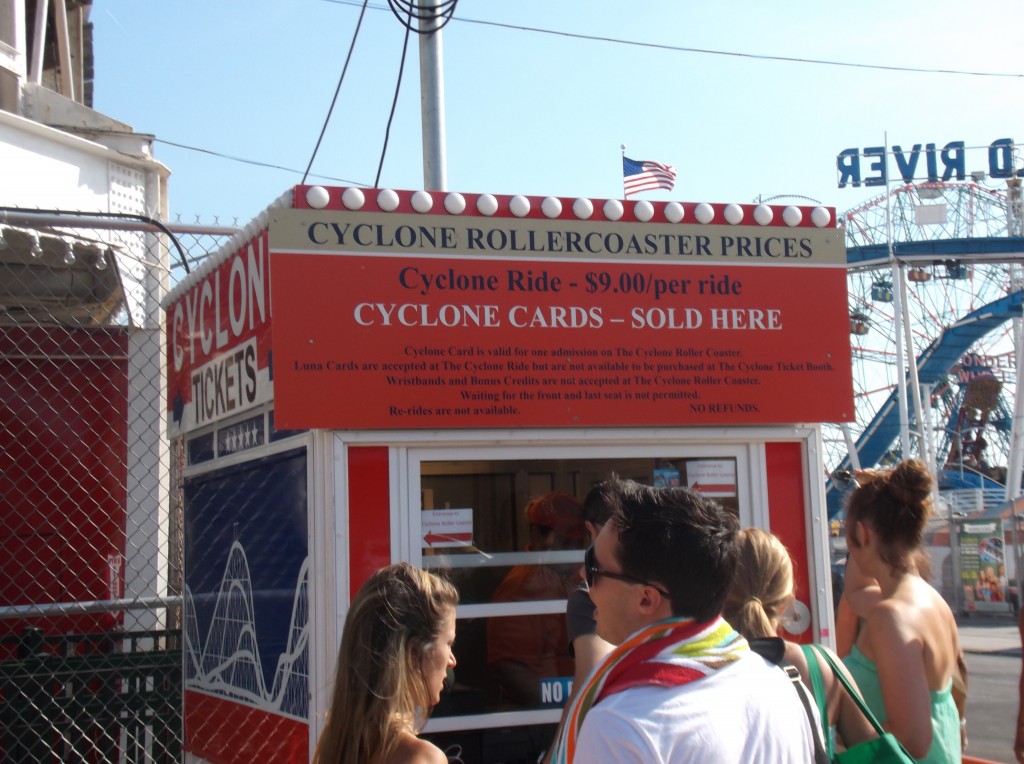 CYCLONE ROLLERCOASTER PRICES
Cyclone Ride - $9.00/per ride
CYCLONE CARDS – SOLD HERE
Cyclone Card is valid for one admission on The Cyclone Roller Coaster.
Luna Cards are accepted at The Cyclone Ride but are not available to be purchased at The Cyclone Ticket Booth.
Wristbands and Bonus Credits are not accepted at The Cyclone Roller Coaster.
Waiting for the front and last seat is not permitted.
Re-rides are not available. NO REFUNDS.
CYCLON
TICKETS
D RIVER
NO